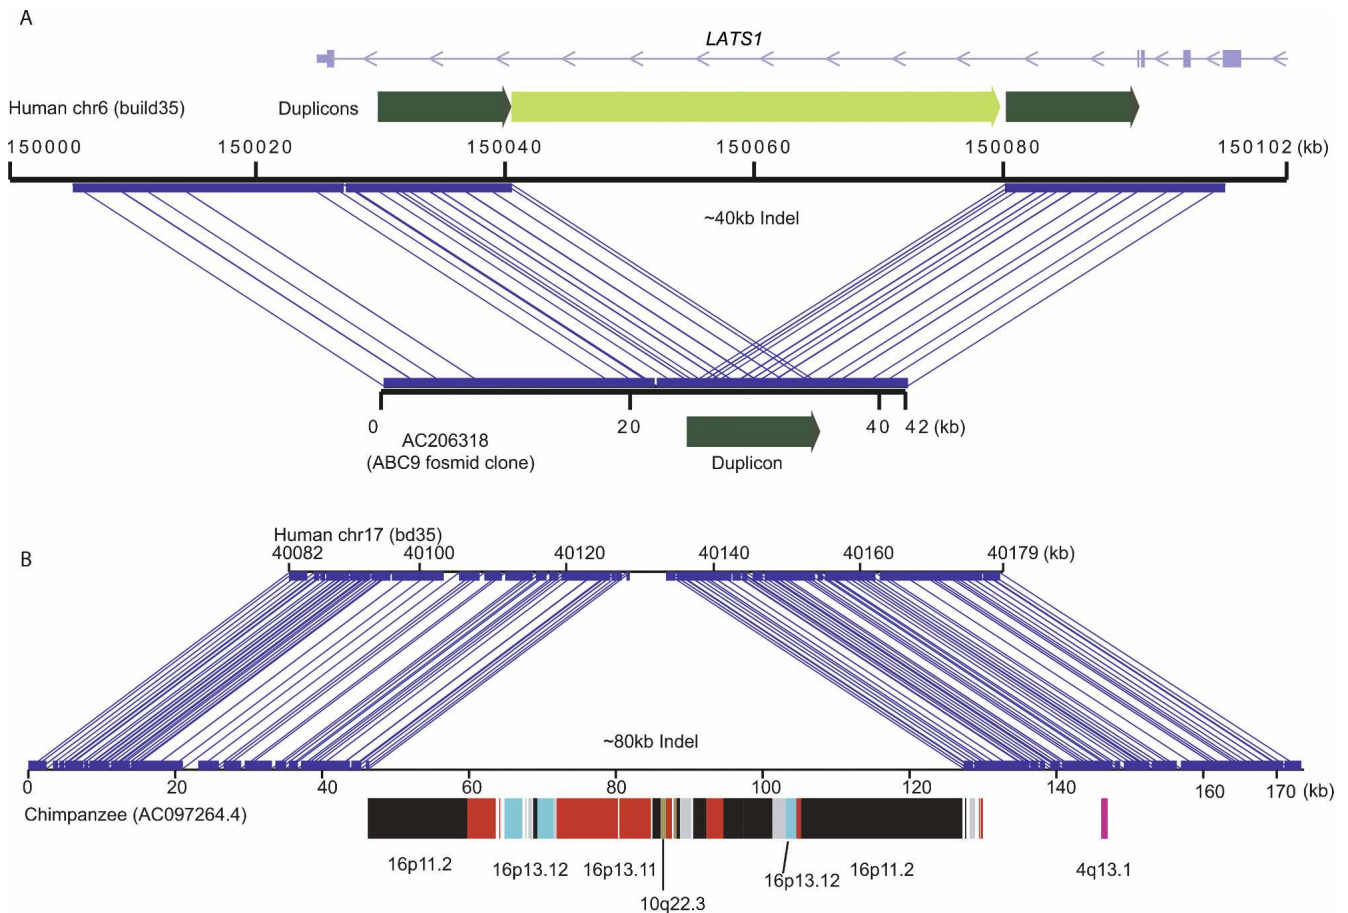 A
LATS1
Human chr6 (build35)
Duplicons
150000 150020 150040 150060 150080 150102 (kb)
~40kb Indel
0 20 40 42 (kb)
AC206318
(ABC9 fosmid clone)
Duplicon
B
Human chr17 (bd35)
40082 40100 40120 40140 40160 40179 (kb)
~80kb Indel
0 20 40 60 80 100 120 140 160 170 (kb)
Chimpanzee (AC097264.4)
16p11.2 16p13.12 16p13.11 16p13.12 16p11.2 4q13.1
10q22.3